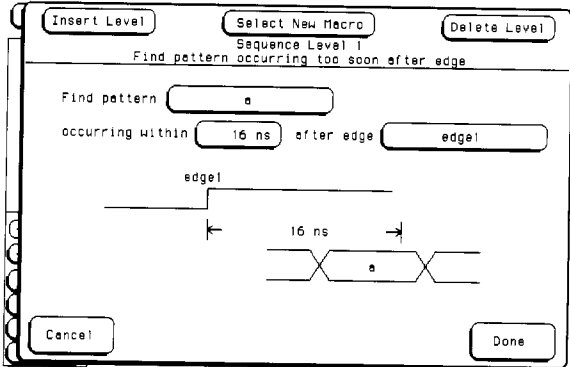 Insert Level Select New Macro Delete Level
Sequence Level 1
Find pattern occurring too soon after edge
Find pattern a
occurring within 16 ns after edge edge1
edge1
16 ns
a
Cancel Done